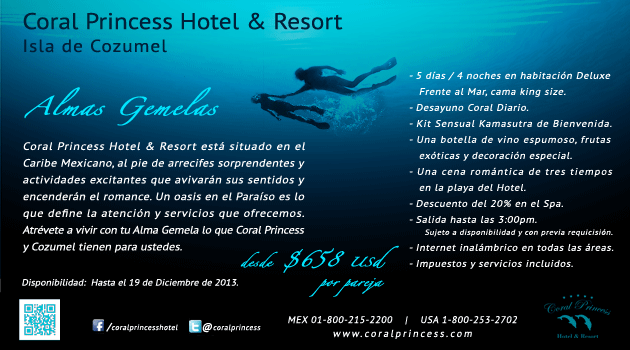 Coral Princess Hotel & Resort
Isla de Cozumel
Almas Gemelas
Coral Princess Hotel & Resort está situado en el
Caribe Mexicano, al pie de arrecifes sorprendentes y
actividades excitantes que avivarán sus sentidos y
encenderán el romance. Un oasis en el Paraíso es lo
que define la atención y servicios que ofrecemos.
Atrévete a vivir con tu Alma Gemela lo que Coral Princess
y Cozumel tienen para ustedes.
desde $658 usd
por pareja
Disponibilidad: Hasta el 19 de Diciembre de 2013.
- 5 días / 4 noches en habitación Deluxe
Frente al Mar, cama king size.
- Desayuno Coral Diario.
- Kit Sensual Kamasutra de Bienvenida.
- Una botella de vino espumoso, frutas
exóticas y decoración especial.
- Una cena romántica de tres tiempos
en la playa del Hotel.
- Descuento del 20% en el Spa.
- Salida hasta las 3:00pm.
Sujeto a disponibilidad y con previa requicisión.
- Internet inalámbrico en todas las áreas.
- Impuestos y servicios incluidos.
/coralprincesshotel
@coralprincess
MEX 01-800-215-2200 | USA 1-800-253-2702
www.coralprincess.com
Coral Princess
Hotel & Resort